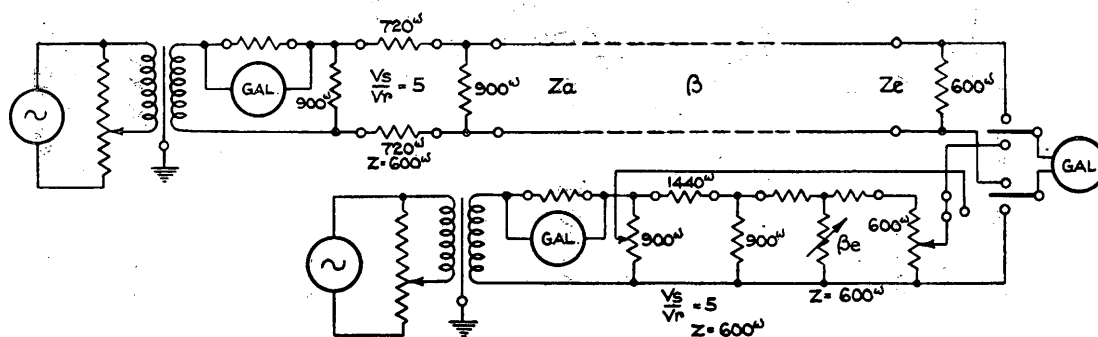 720ω
GAL.
900ω
Vs/Vr = 5
900ω
Za
β
Ze
600ω
720ω
Z=600ω
GAL
1440ω
GAL.
900ω
900ω
βe
600ω
Vs/Vr = 5
Z=600ω
Z=600ω